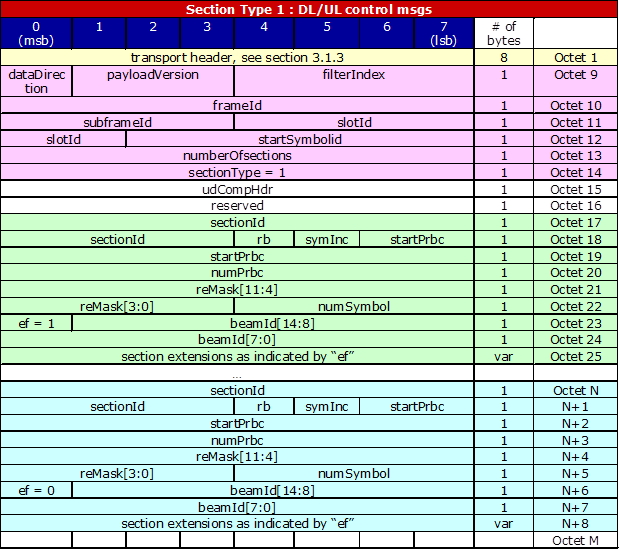 Section Type 1 : DL/UL control msgs
0 (msb) 1 2 3 4 5 6 7 (lsb) # of bytes
transport header, see section 3.1.3 8 Octet 1
dataDirection payloadVersion filterIndex 1 Octet 9
frameId 1 Octet 10
subframeId slotId 1 Octet 11
slotId startSymbolid 1 Octet 12
numberOfsections 1 Octet 13
sectionType = 1 1 Octet 14
udCompHdr 1 Octet 15
reserved 1 Octet 16
sectionId 1 Octet 17
sectionId rb symInc startPrbc 1 Octet 18
startPrbc 1 Octet 19
numPrbc 1 Octet 20
reMask[11:4] 1 Octet 21
reMask[3:0] numSymbol 1 Octet 22
ef = 1 beamId[14:8] 1 Octet 23
beamId[7:0] 1 Octet 24
section extensions as indicated by “ef” var Octet 25
...
sectionId 1 Octet N
sectionId rb symInc startPrbc 1 N+1
startPrbc 1 N+2
numPrbc 1 N+3
reMask[11:4] 1 N+4
reMask[3:0] numSymbol 1 N+5
ef = 0 beamId[14:8] 1 N+6
beamId[7:0] 1 N+7
section extensions as indicated by “ef” var N+8
Octet M